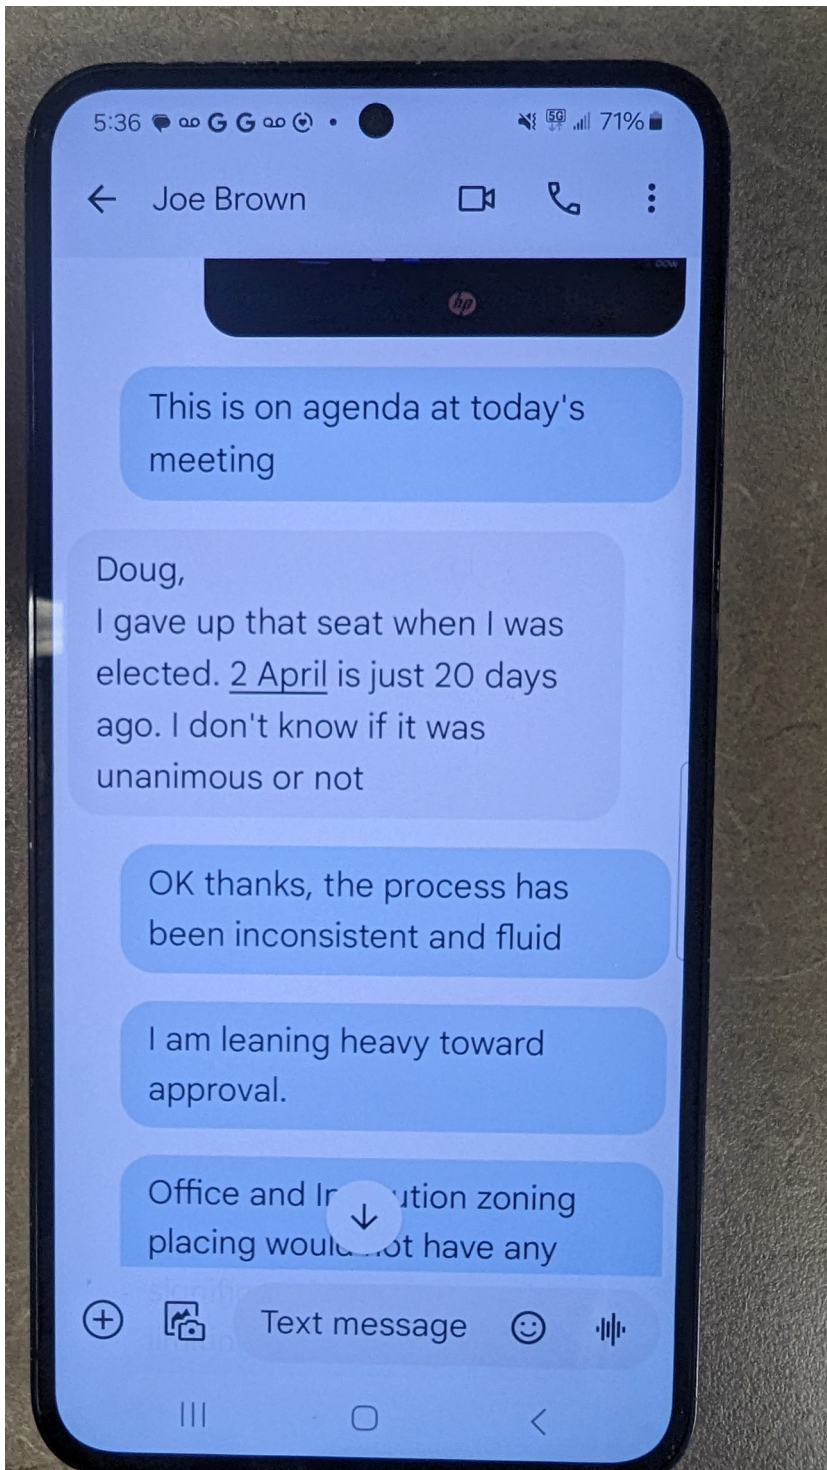 5:36 G G 5G 71%
Joe Brown
hp
This is on agenda at today's
meeting
Doug,
I gave up that seat when I was
elected. 2 April is just 20 days
ago. I don't know if it was
unanimous or not
OK thanks, the process has
been inconsistent and fluid
I am leaning heavy toward
approval.
Office and zoning
placing have any
Text message